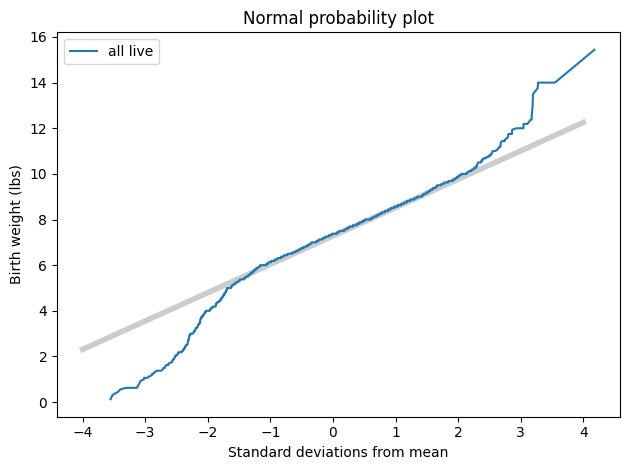 Normal probability plot
all live
Birth weight (lbs)
16
14
12
10
8
6
4
2
0
−4 −3 −2 −1 0 1 2 3 4
Standard deviations from mean